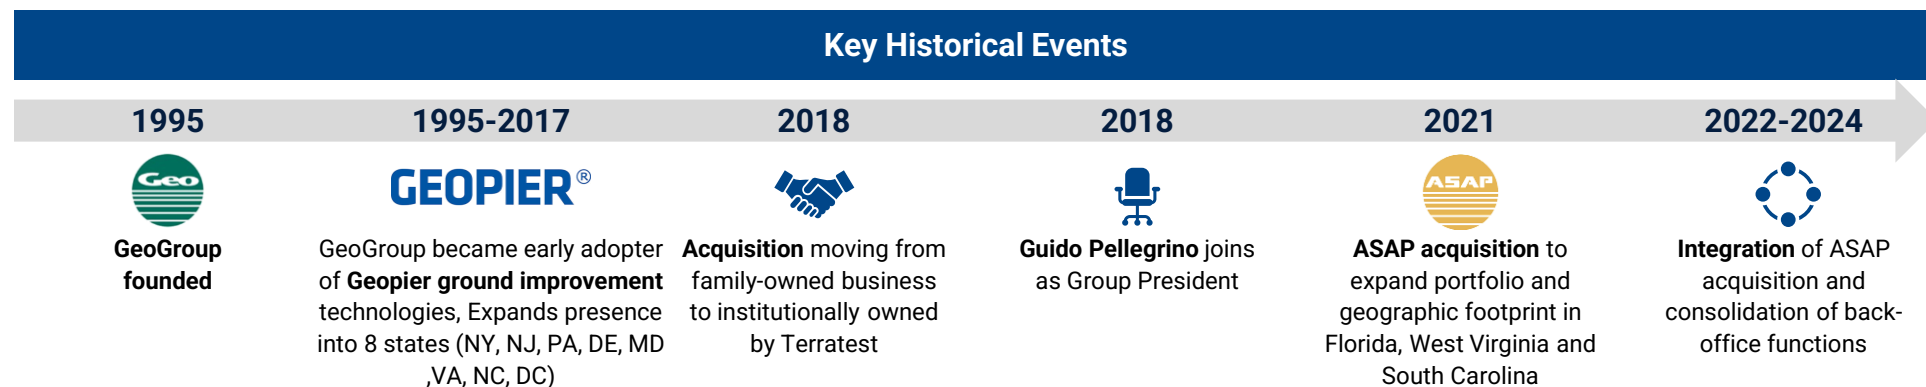 Key Historical Events
1995
1995-2017
2018
2018
2021
2022-2024
Geo
GeoGroup
founded
GEOPIER®
GeoGroup became early adopter
of Geopier ground improvement
technologies, Expands presence
into 8 states (NY, NJ, PA, DE, MD
,VA, NC, DC)
Acquisition moving from
family-owned business
to institutionally owned
by Terratest
Guido Pellegrino joins
as Group President
ASAP
ASAP acquisition to
expand portfolio and
geographic footprint in
Florida, West Virginia and
South Carolina
Integration of ASAP
acquisition and
consolidation of back-
office functions